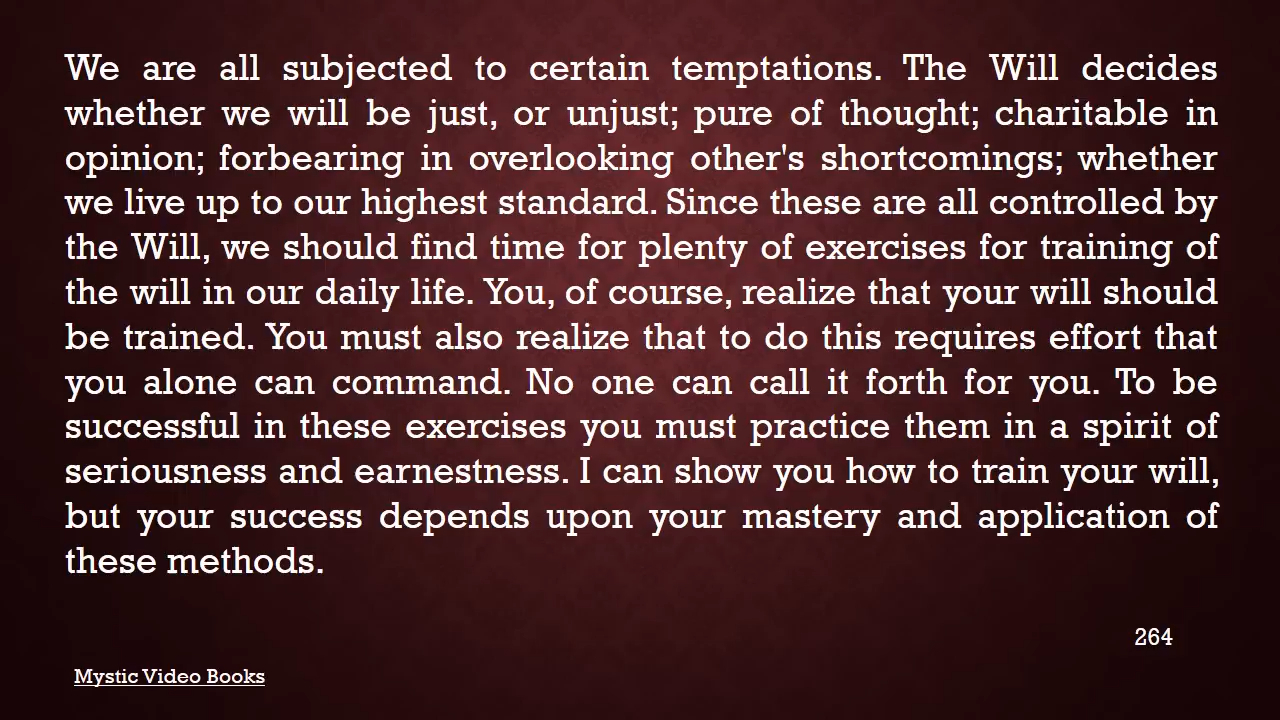 We are all subjected to certain temptations. The Will decides
whether we will be just, or unjust; pure of thought; charitable in
opinion; forbearing in overlooking other's shortcomings; whether
we live up to our highest standard. Since these are all controlled by
the Will, we should find time for plenty of exercises for training of
the will in our daily life. You, of course, realize that your will should
be trained. You must also realize that to do this requires effort that
you alone can command. No one can call it forth for you. To be
successful in these exercises you must practice them in a spirit of
seriousness and earnestness. I can show you how to train your will,
but your success depends upon your mastery and application of
these methods.
264
Mystic Video Books